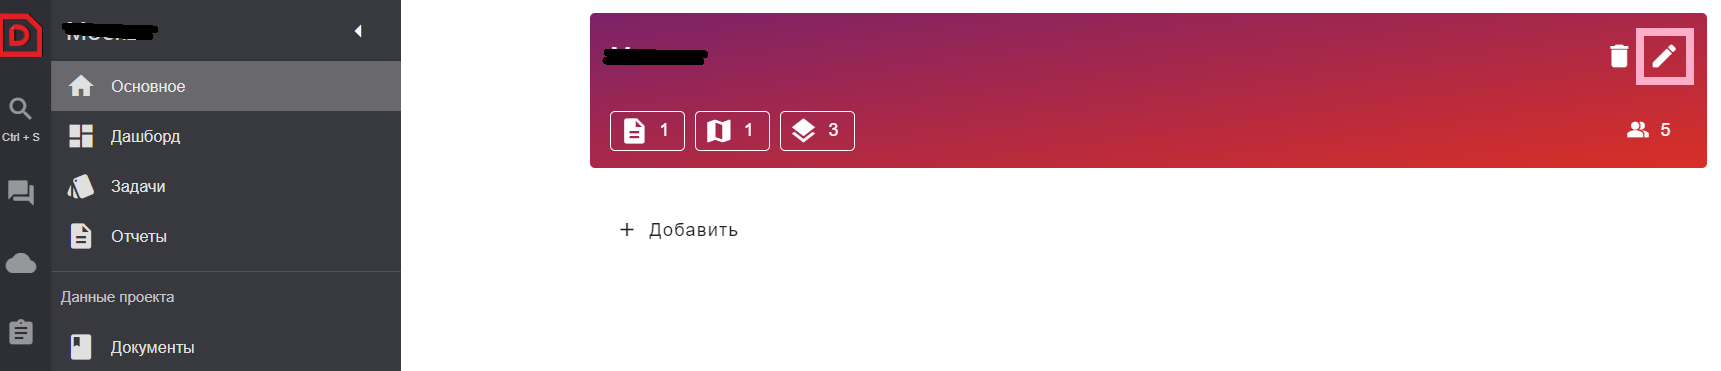 Ctrl + S
Основное
Дашборд
Задачи
Отчеты
Данные проекта
Документы
1 1 3
5
+ Добавить